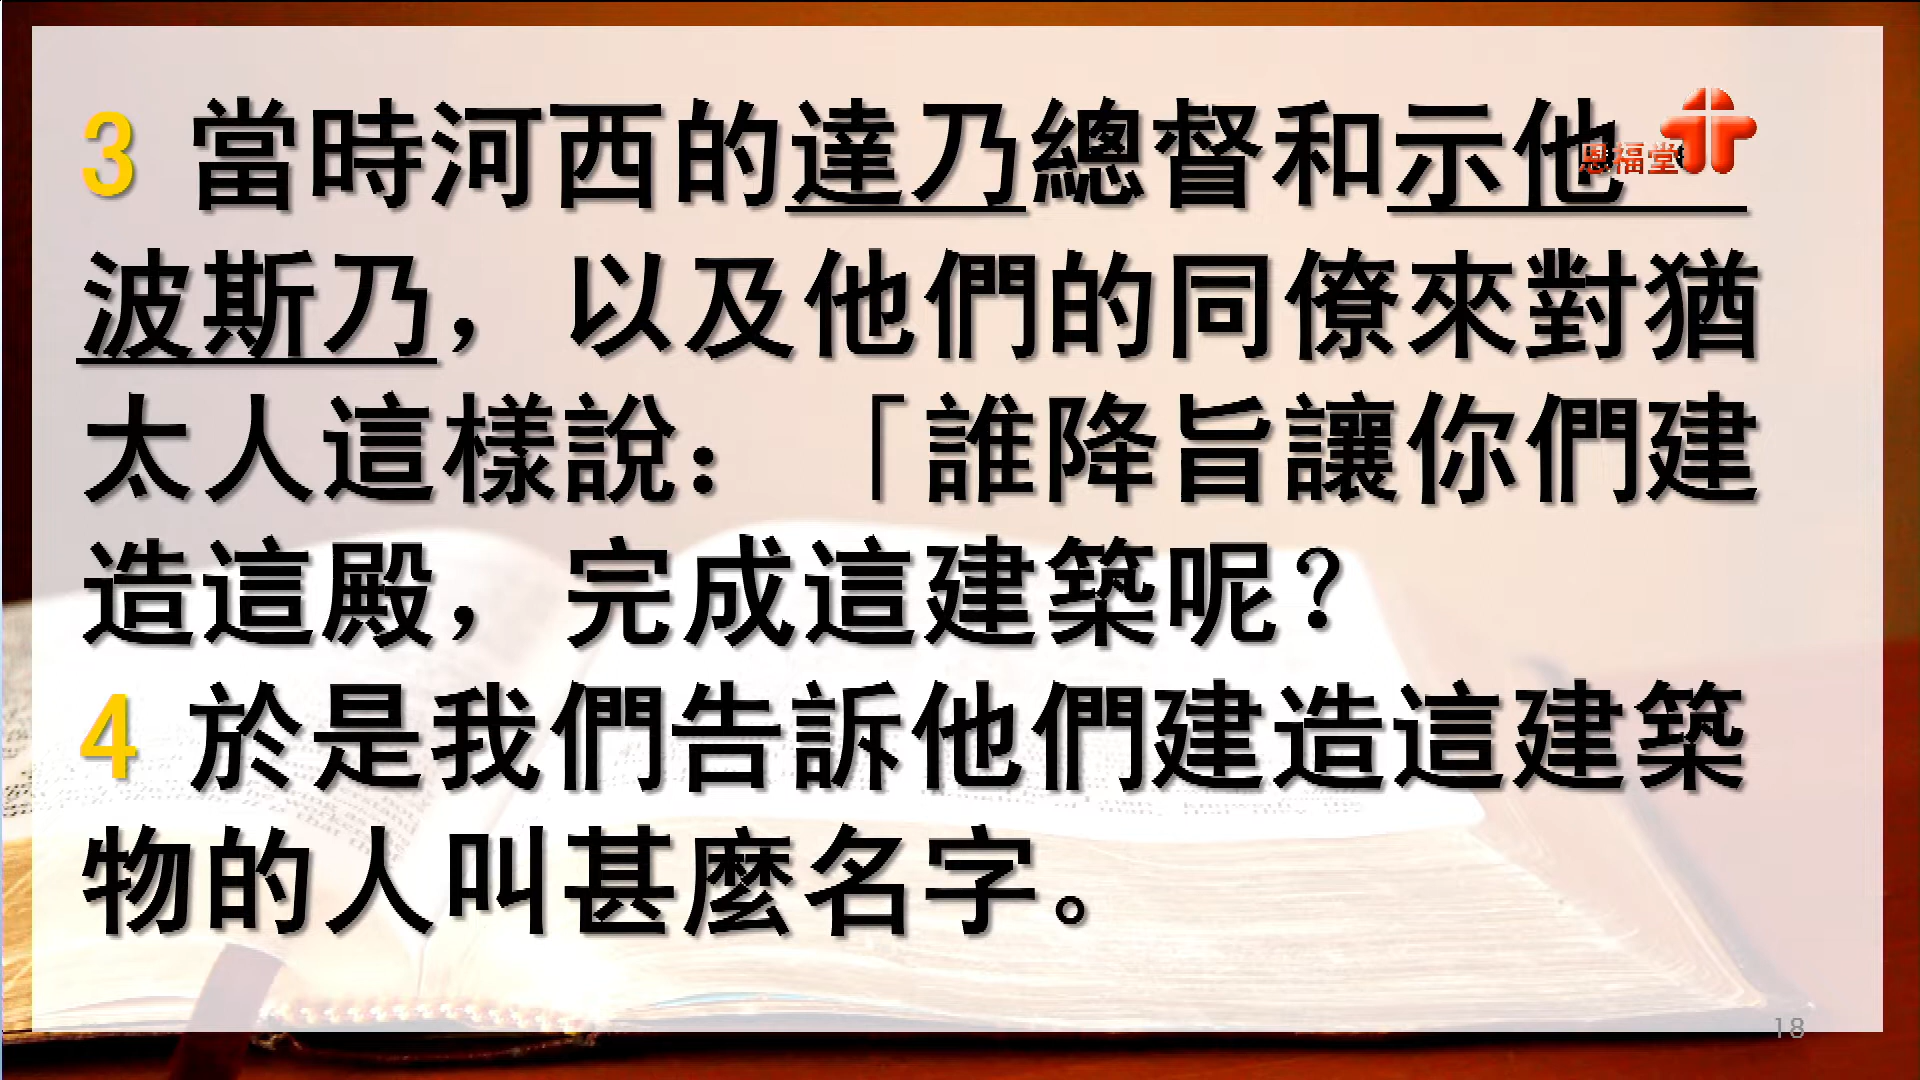 3 當時河西的達乃總督和示他
恩福堂
波斯乃，以及他們的同僚來對猶
太人這樣說：「誰降旨讓你們建
造這殿，完成這建築呢？
4 於是我們告訴他們建造這建築
物的人叫甚麼名字。
18